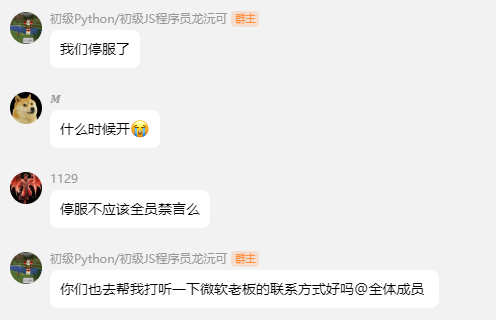 初级Python/初级JS程序员龙沅可 群主
我们停服了
M
什么时候开😭
1129
停服不应该全员禁言么
初级Python/初级JS程序员龙沅可 群主
你们也去帮我打听一下微软老板的联系方式好吗@全体成员